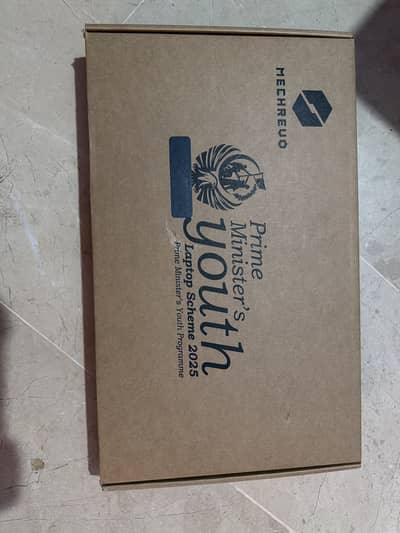 MECHREVO
Prime
Minister's
youth
Laptop Scheme 2025
Prime Minister's Youth Programme